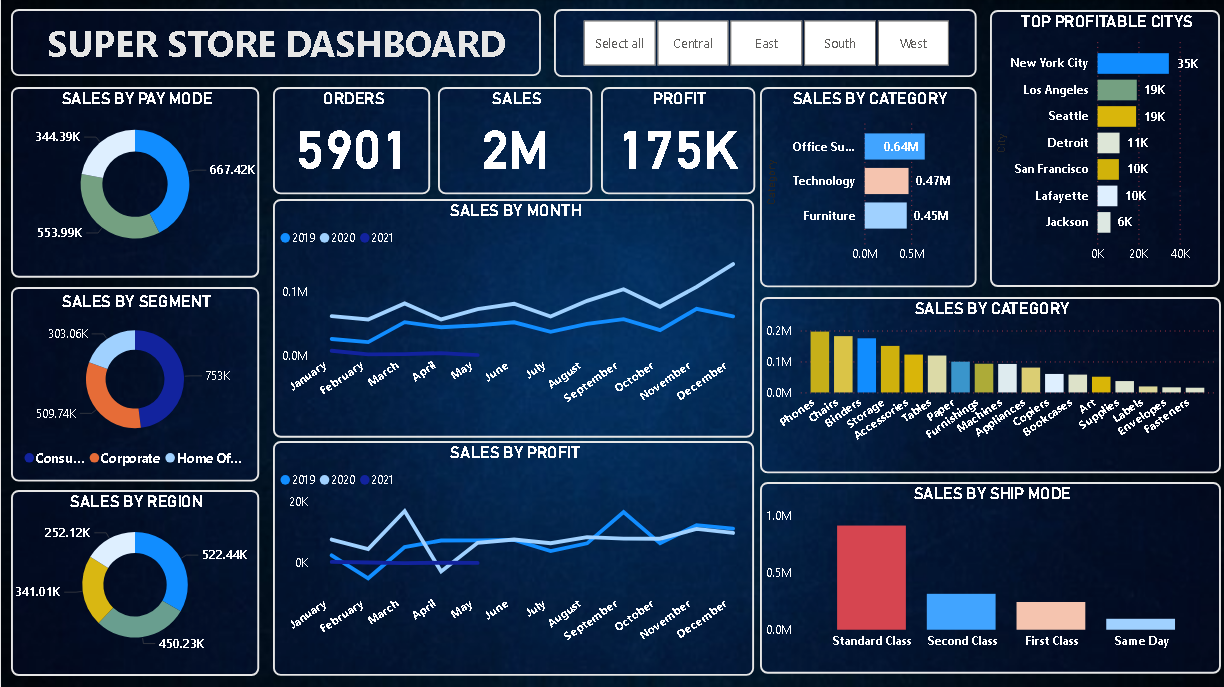 SUPER STORE DASHBOARD
Select all
Central
East
South
West
TOP PROFITABLE CITYS
New York City
35K
Los Angeles
19K
Seattle
19K
Detroit
11K
San Francisco
10K
Lafayette
10K
Jackson
6K
0K
20K
40K
City
SALES BY PAY MODE
344.39K
667.42K
553.99K
ORDERS
5901
SALES
2M
PROFIT
175K
SALES BY CATEGORY
Office Su...
0.64M
Technology
0.47M
Furniture
0.45M
0.0M
0.5M
Category
SALES BY MONTH
2019
2020
2021
0.1M
0.0M
January
February
March
April
May
June
July
August
September
October
November
December
SALES BY SEGMENT
303.06K
753K
509.74K
Consu...
Corporate
Home Of...
SALES BY CATEGORY
0.2M
0.1M
0.0M
Phones
Chairs
Binders
Storage
Accessories
Tables
Paper
Furnishings
Machines
Appliances
Copiers
Bookcases
Art
Supplies
Labels
Envelopes
Fasteners
SALES BY PROFIT
2019
2020
2021
20K
0K
January
February
March
April
May
June
July
August
September
October
November
December
SALES BY REGION
252.12K
522.44K
341.01K
450.23K
SALES BY SHIP MODE
1.0M
0.5M
0.0M
Standard Class
Second Class
First Class
Same Day